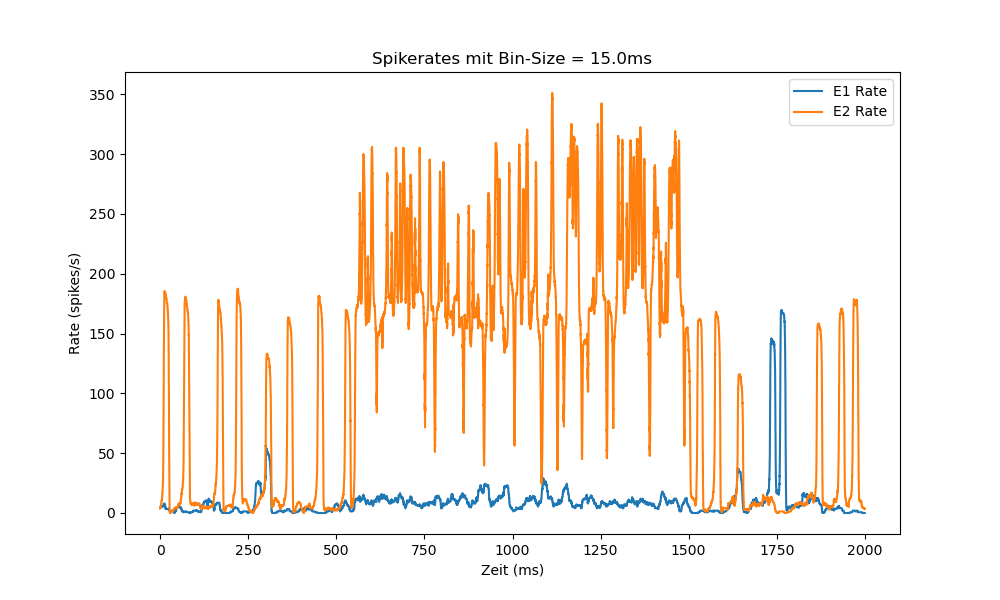 Spikerates mit Bin-Size = 15.0ms
E1 Rate
E2 Rate
350
300
250
200
150
100
50
0
Rate (spikes/s)
0 250 500 750 1000 1250 1500 1750 2000
Zeit (ms)